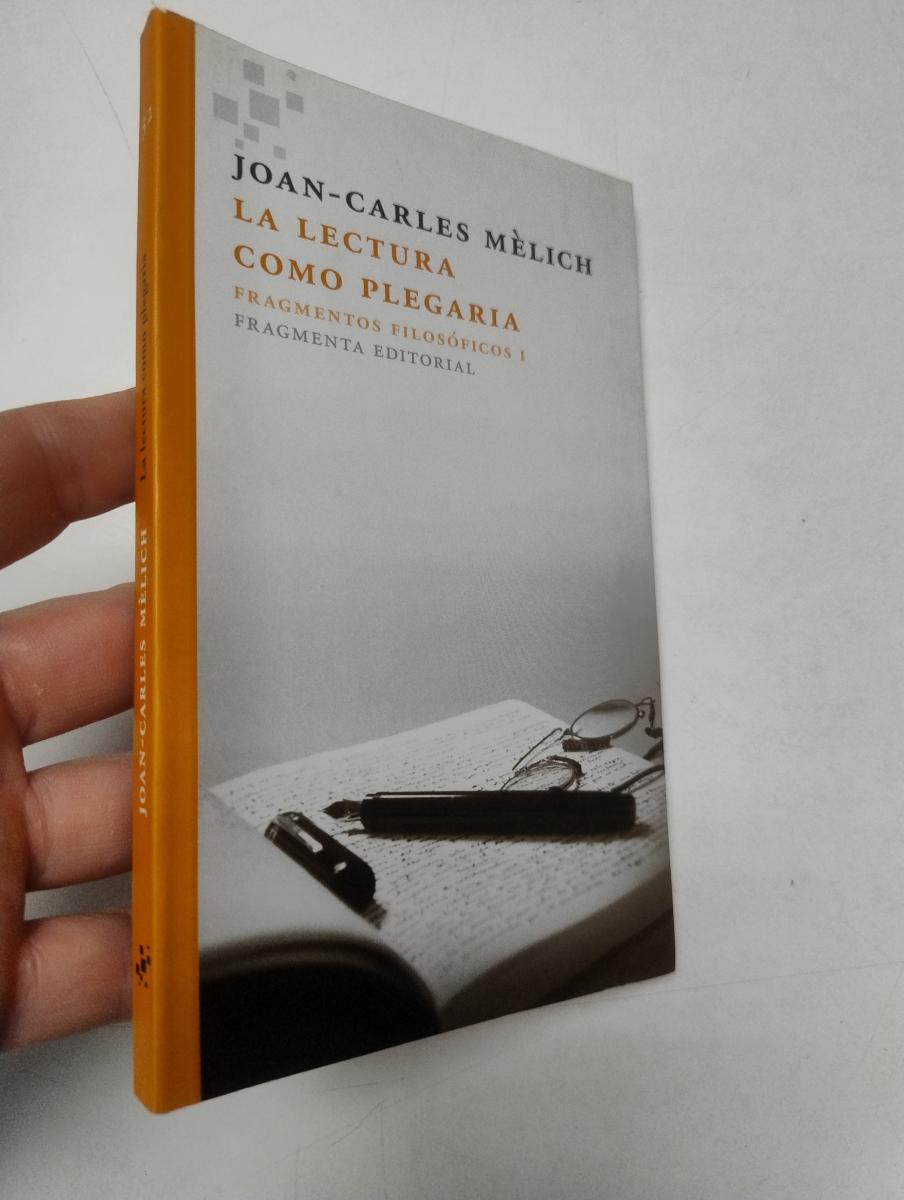 JOAN-CARLES MÈLICH
LA LECTURA
COMO PLEGARIA
FRAGMENTOS FILOSÓFICOS I
FRAGMENTA EDITORIAL
JOAN-CARLES MÈLICH La lectura como plegaria